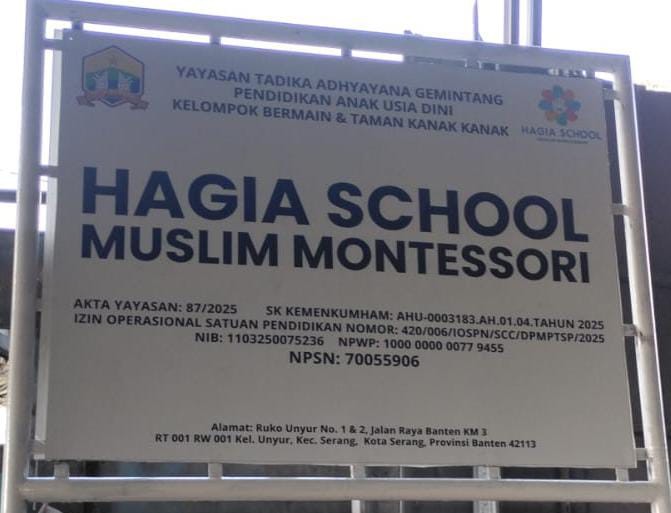 YAYASAN TADIKA ADHYAYANA GEMINTANG
PENDIDIKAN ANAK USIA DINI
KELOMPOK BERMAIN & TAMAN KANAK KANAK
HAGIA SCHOOL
HAGIA SCHOOL
MUSLIM MONTESSORI
AKTA YAYASAN: 87/2025 SK KEMENKUMHAM: AHU-0003183.AH.01.04.TAHUN 2025
IZIN OPERASIONAL SATUAN PENDIDIKAN NOMOR: 420/006/IOSPN/SCC/DPMPTSP/2025
NIB: 1103250075236 NPWP: 1000 0000 0077 9455
NPSN: 70055906
Alamat: Ruko Unyur No. 1 & 2, Jalan Raya Banten KM 3
RT 001 RW 001 Kel. Unyur, Kec. Serang, Kota Serang, Provinsi Banten 42113